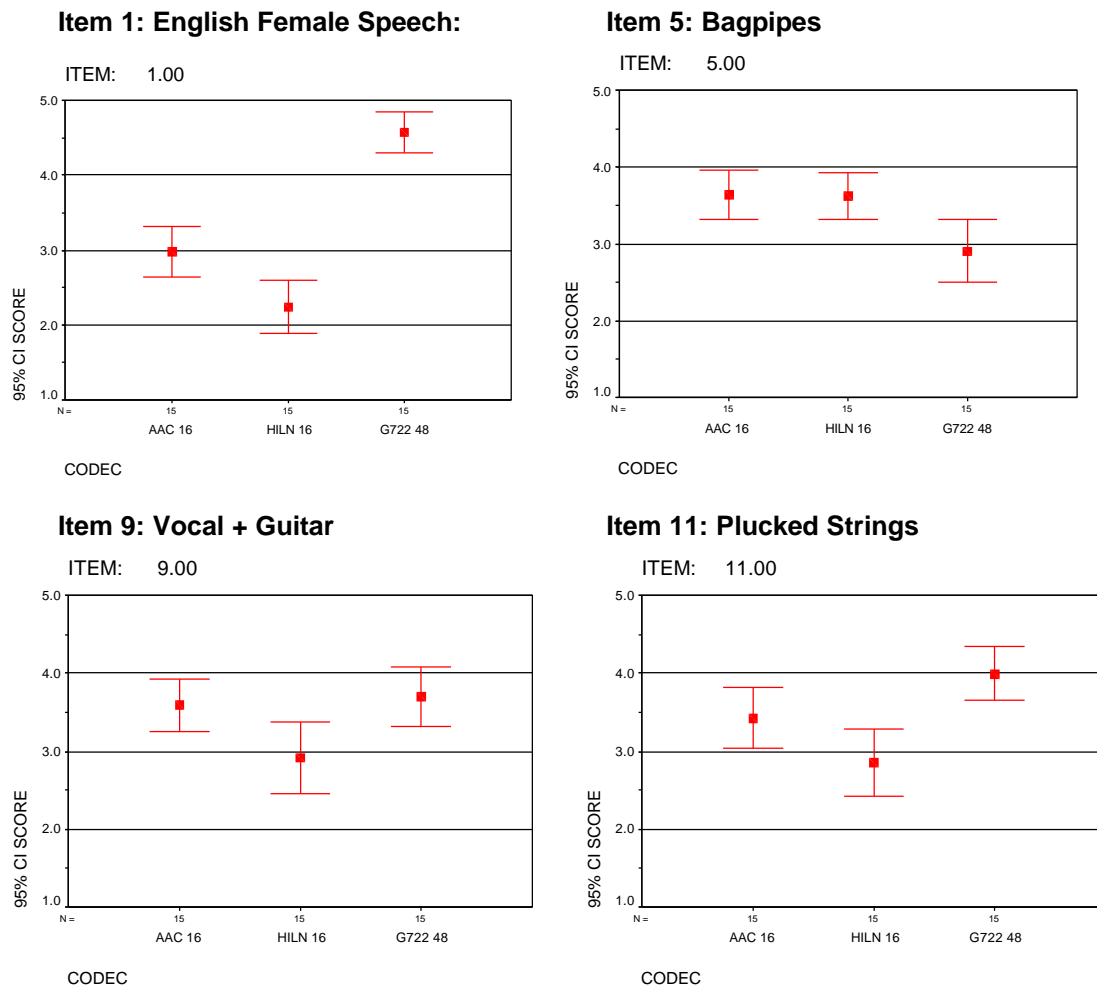 Item 1: English Female Speech:
ITEM: 1.00
5.0
4.0
3.0
2.0
1.0
95% CI SCORE
N = 15 15 15
AAC 16 HILN 16 G722 48
CODEC
Item 5: Bagpipes
ITEM: 5.00
5.0
4.0
3.0
2.0
1.0
95% CI SCORE
N = 15 15 15
AAC 16 HILN 16 G722 48
CODEC
Item 9: Vocal + Guitar
ITEM: 9.00
5.0
4.0
3.0
2.0
1.0
95% CI SCORE
N = 15 15 15
AAC 16 HILN 16 G722 48
CODEC
Item 11: Plucked Strings
ITEM: 11.00
5.0
4.0
3.0
2.0
1.0
95% CI SCORE
N = 15 15 15
AAC 16 HILN 16 G722 48
CODEC